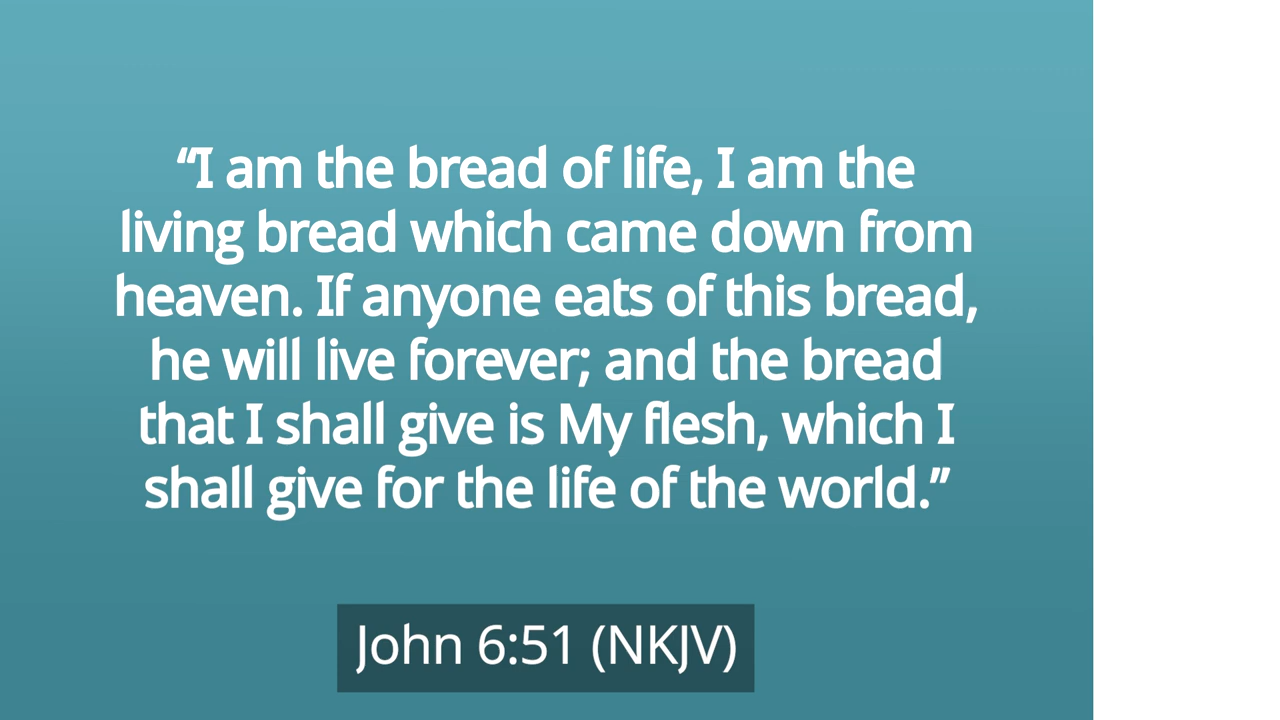 “I am the bread of life, I am the
living bread which came down from
heaven. If anyone eats of this bread,
he will live forever; and the bread
that I shall give is My flesh, which I
shall give for the life of the world.”
John 6:51 (NKJV)